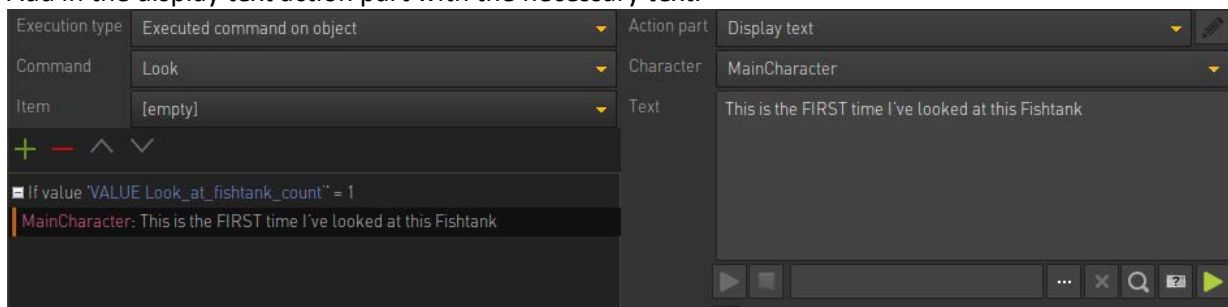 Add in the display text action part with the necessary text:
Execution type Executed command on object
Command Look
Item [empty]
If value 'VALUE Look_at_fishtank_count'' = 1
MainCharacter: This is the FIRST time I've looked at this Fishtank
Action part Display text
Character MainCharacter
Text This is the FIRST time I've looked at this Fishtank
...